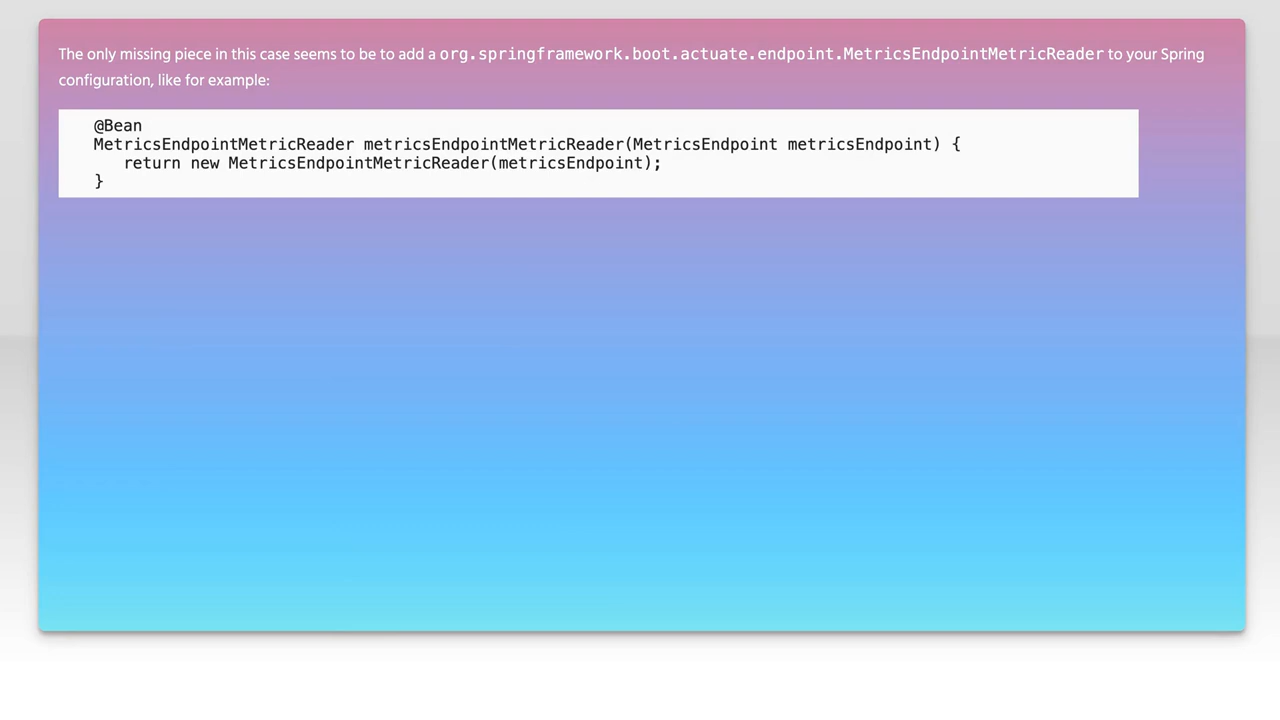 The only missing piece in this case seems to be to add a org.springframework.boot.actuate.endpoint.MetricsEndpointMetricReader to your Spring
configuration, like for example:
@Bean
MetricsEndpointMetricReader metricsEndpointMetricReader(MetricsEndpoint metricsEndpoint) {
   return new MetricsEndpointMetricReader(metricsEndpoint);
}